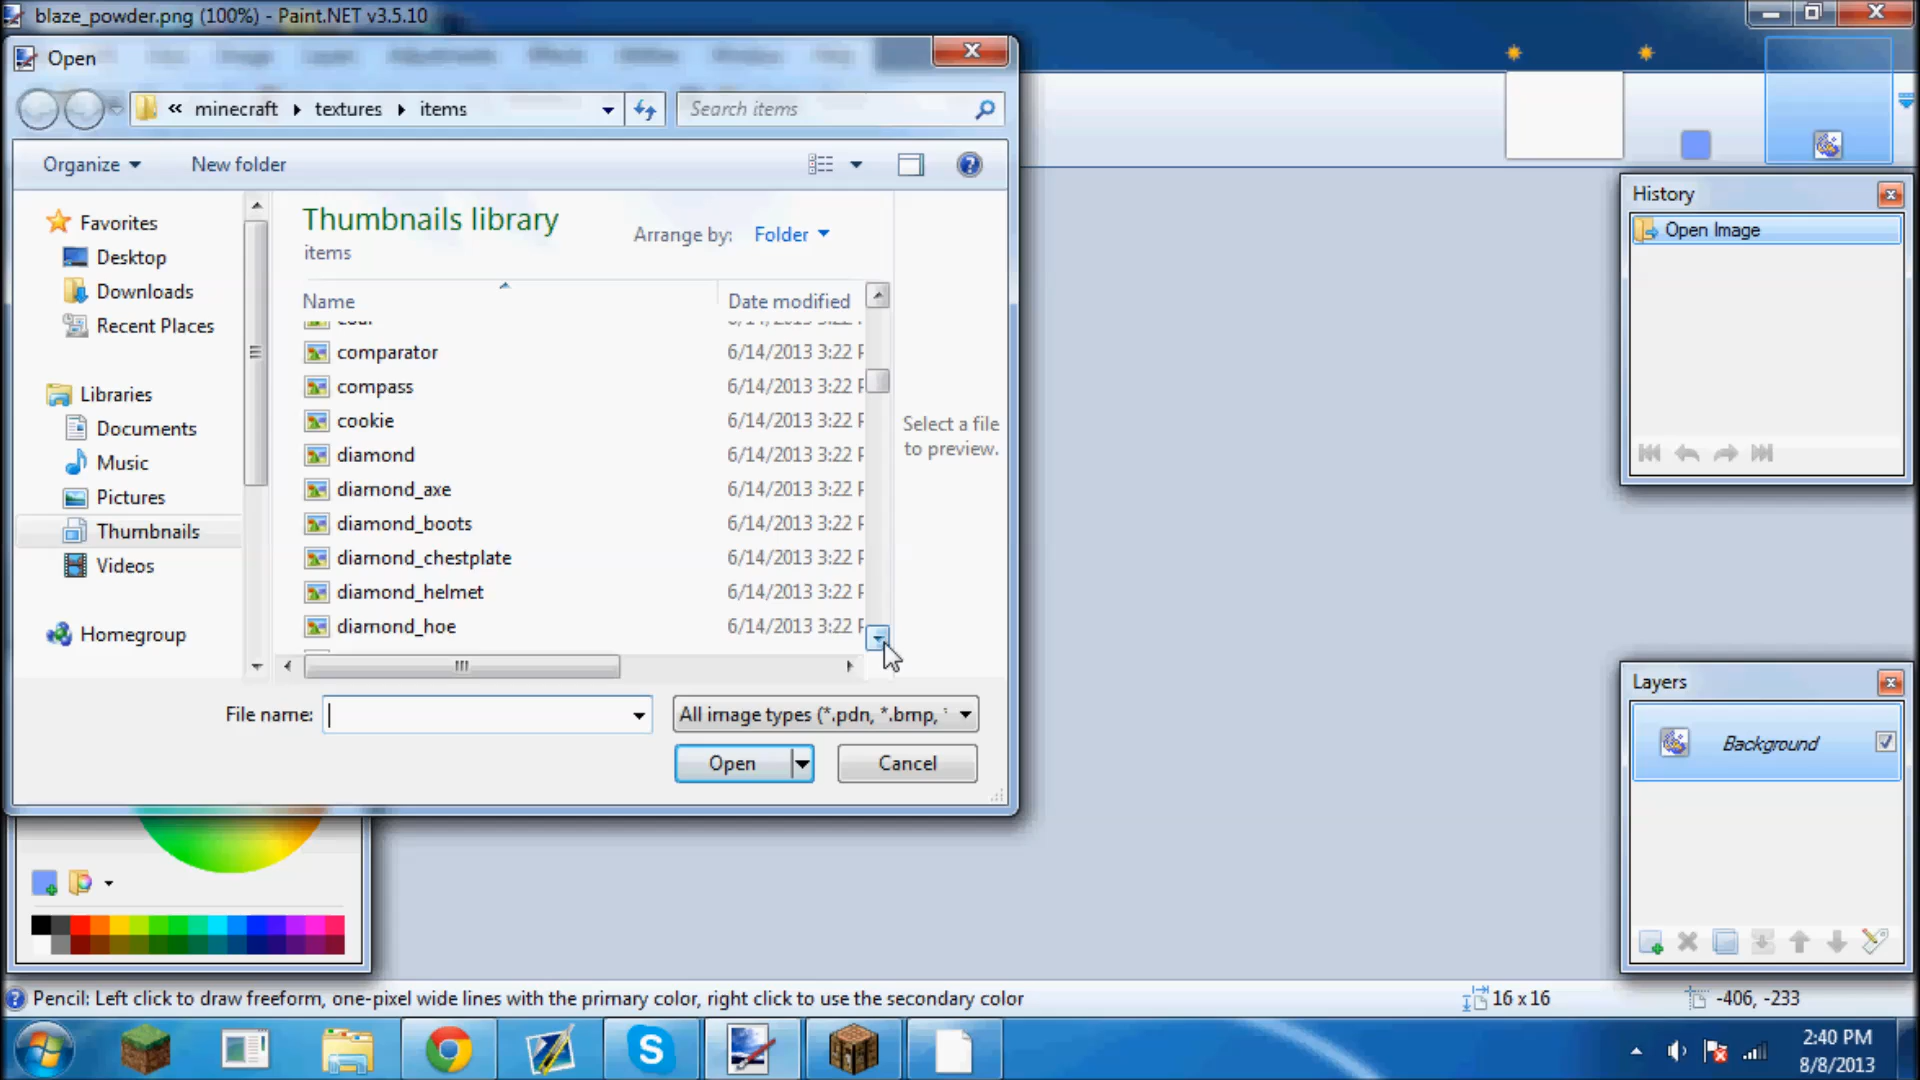 blaze_powder.png (100%) - Paint.NET v3.5.10
Open
« minecraft textures items
Search items
Organize
New folder
Favorites
Desktop
Downloads
Recent Places
Libraries
Documents
Music
Pictures
Thumbnails
Videos
Homegroup
Thumbnails library
items
Arrange by: Folder
Name Date modified
coal
comparator 6/14/2013 3:22 P
compass 6/14/2013 3:22 P
cookie 6/14/2013 3:22 P
diamond 6/14/2013 3:22 P
diamond_axe 6/14/2013 3:22 P
diamond_boots 6/14/2013 3:22 P
diamond_chestplate 6/14/2013 3:22 P
diamond_helmet 6/14/2013 3:22 P
diamond_hoe 6/14/2013 3:22 P
Select a file
to preview.
File name:
All image types (*.pdn, *.bmp, *
Open
Cancel
History
Open Image
Layers
Background
Pencil: Left click to draw freeform, one-pixel wide lines with the primary color, right click to use the secondary color
16 x 16
-406, -233
2:40 PM
8/8/2013